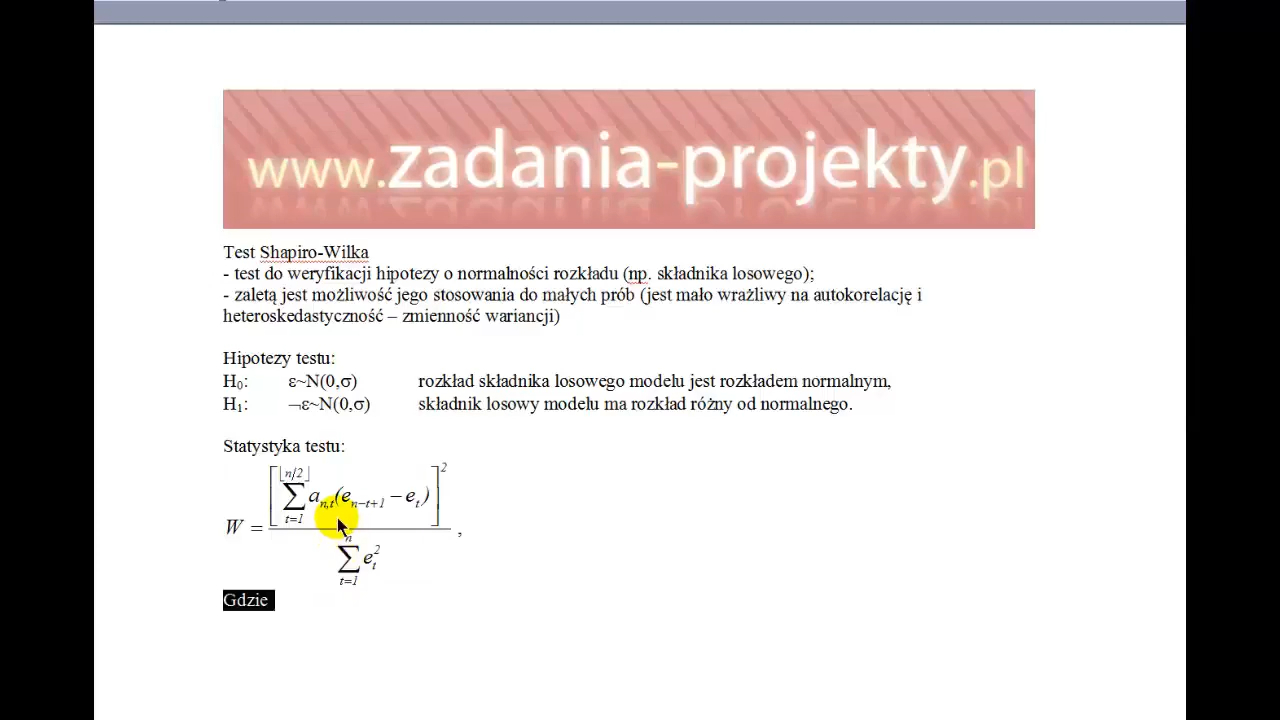 www.zadania-projekty.pl
Test Shapiro-Wilka
- test do weryfikacji hipotezy o normalności rozkładu (np. składnika losowego);
- zaletą jest możliwość jego stosowania do małych prób (jest mało wrażliwy na autokorelację i
heteroskedastyczność – zmienność wariancji)
Hipotezy testu:
H₀: ε~N(0,σ) rozkład składnika losowego modelu jest rozkładem normalnym,
H₁: ¬ε~N(0,σ) składnik losowy modelu ma rozkład różny od normalnego.
Statystyka testu:
W = [∑_{t=1}^{⌊n/2⌋} a_{n,t}(e_{n-t+1} – e_t)]² / ∑_{t=1}^{n} e_t² ,
Gdzie